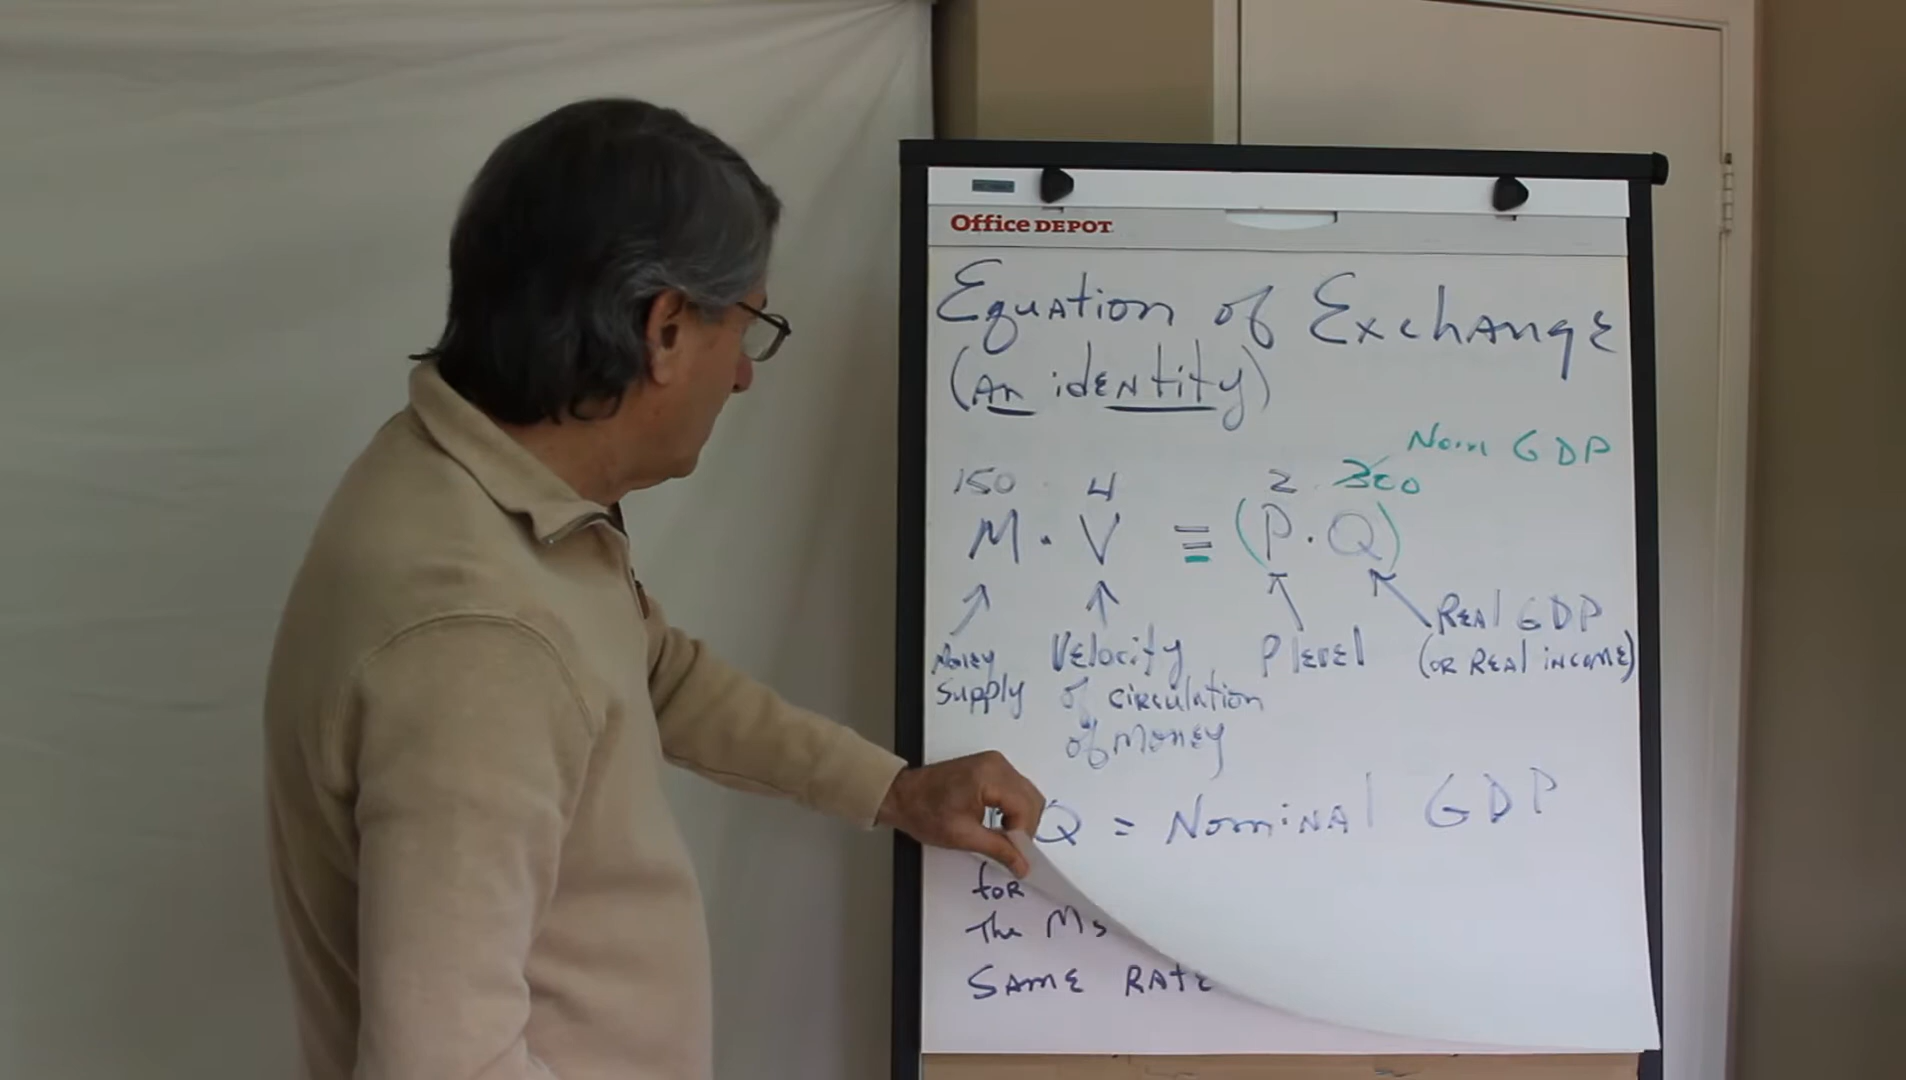 Office DEPOT
Equation of Exchange
(An identity)
Nom GDP
150 4 2 300
M · V ≡ (P · Q)
Money Supply
Velocity of circulation of Money
P level
Real GDP
(or Real income)
Q = Nominal GDP
for
the Ms
Same Rate